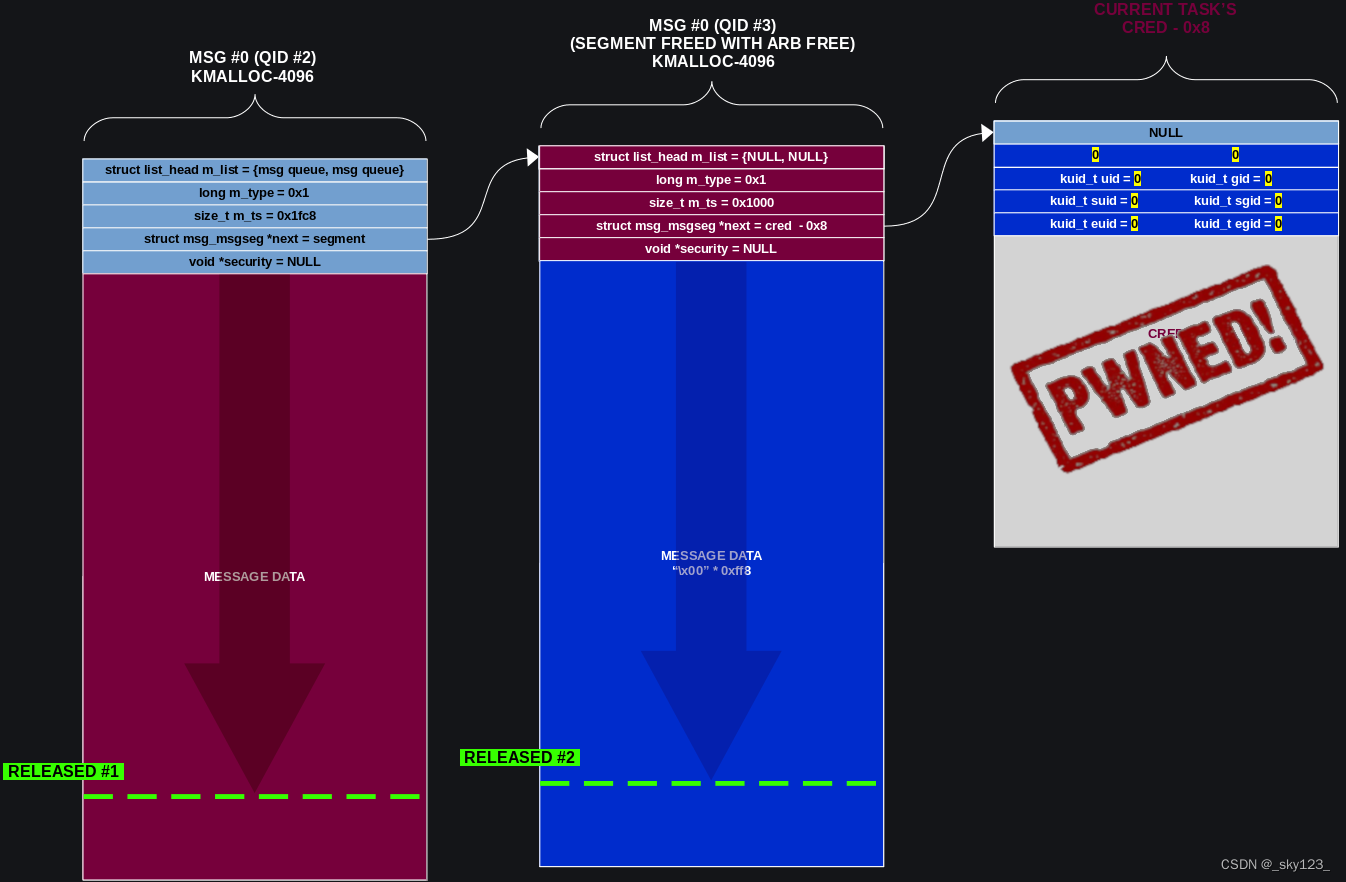 MSG #0 (QID #2)
KMALLOC-4096
struct list_head m_list = {msg queue, msg queue}
long m_type = 0x1
size_t m_ts = 0x1fc8
struct msg_msgseg *next = segment
void *security = NULL
MESSAGE DATA
RELEASED #1
MSG #0 (QID #3)
(SEGMENT FREED WITH ARB FREE)
KMALLOC-4096
struct list_head m_list = {NULL, NULL}
long m_type = 0x1
size_t m_ts = 0x1000
struct msg_msgseg *next = cred - 0x8
void *security = NULL
MESSAGE DATA
“\x00” * 0xff8
RELEASED #2
CURRENT TASK'S
CRED - 0x8
NULL
0 0
kuid_t uid = 0 kuid_t gid = 0
kuid_t suid = 0 kuid_t sgid = 0
kuid_t euid = 0 kuid_t egid = 0
PWNED!
CSDN @_sky123_